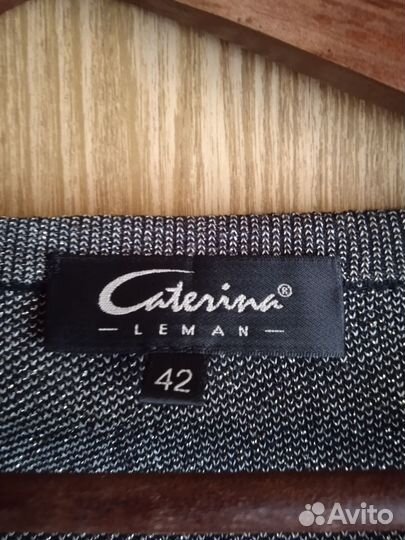 Caterina®
— LEMAN —
42
Avito